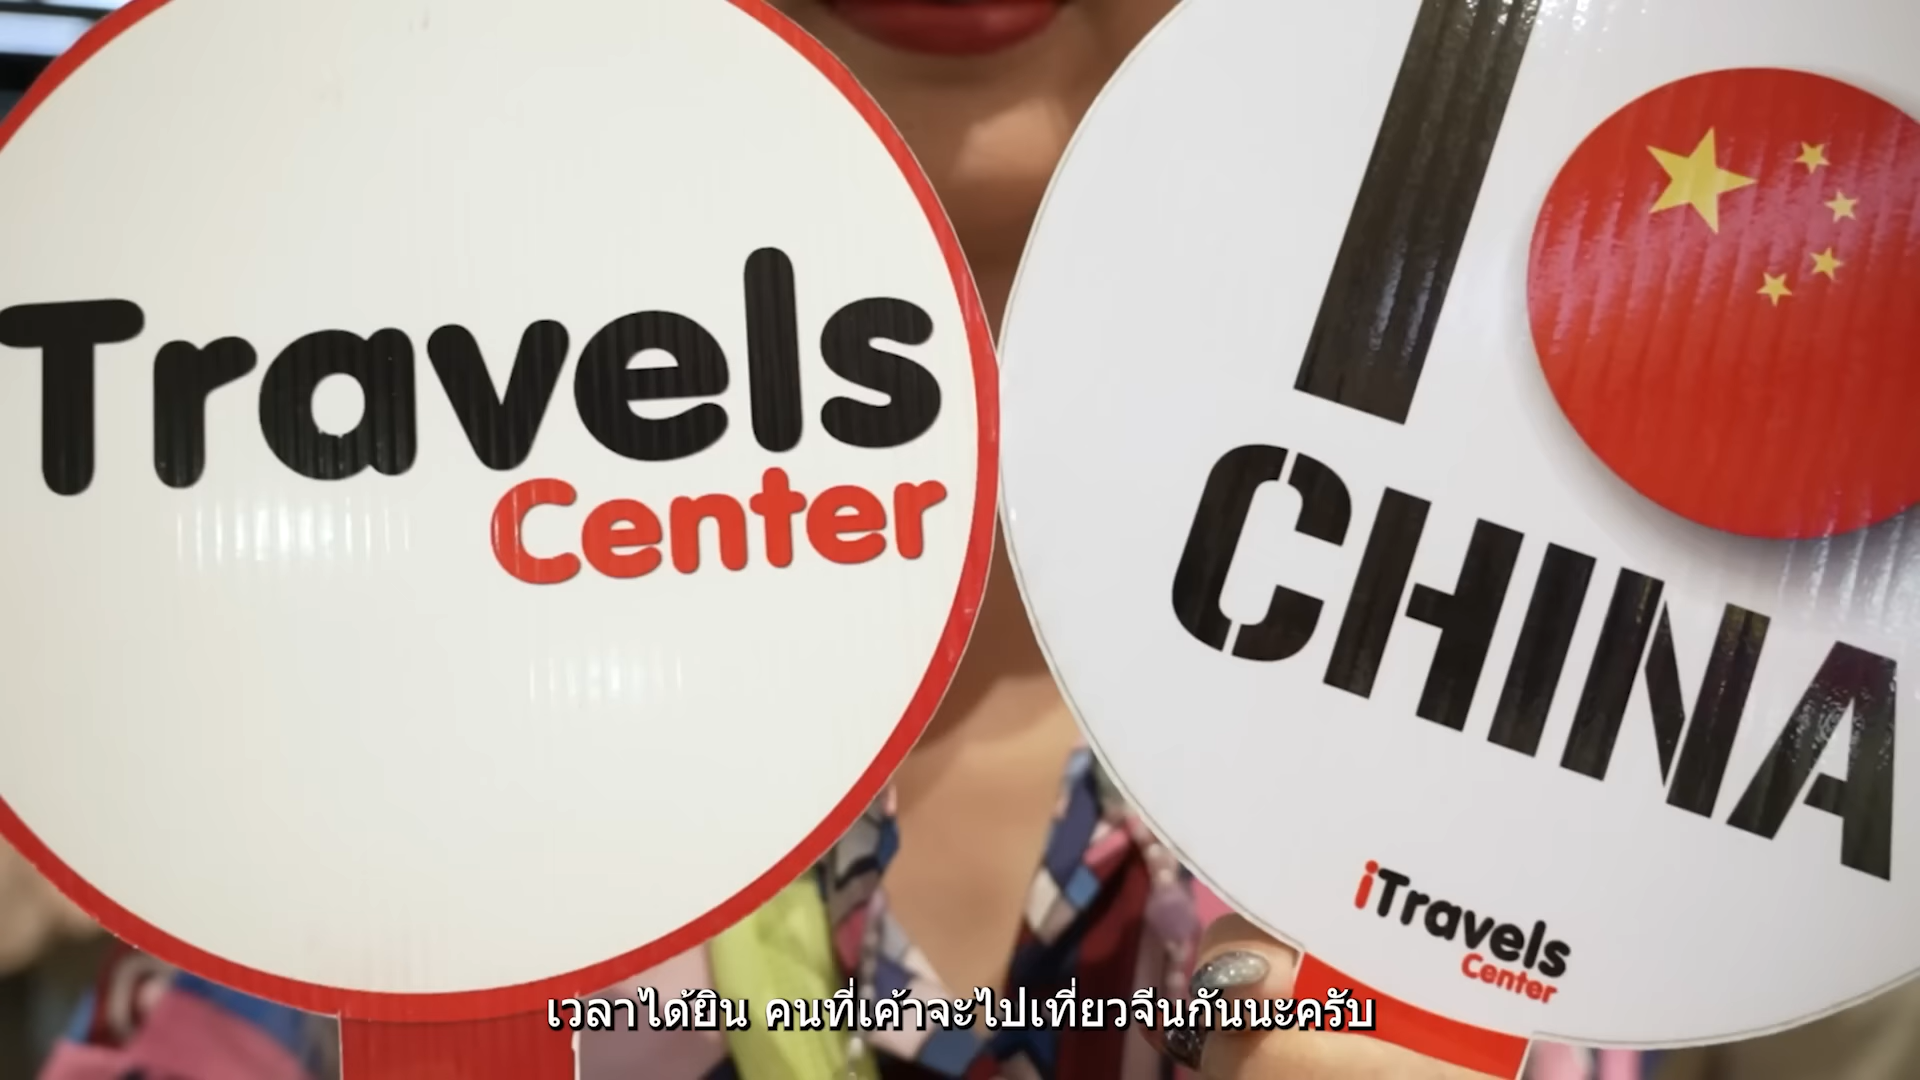 Travels
Center
I
CHINA
iTravels
Center
เวลาได้ยิน คนที่เค้าจะไปเที่ยวจีนกันนะครับ